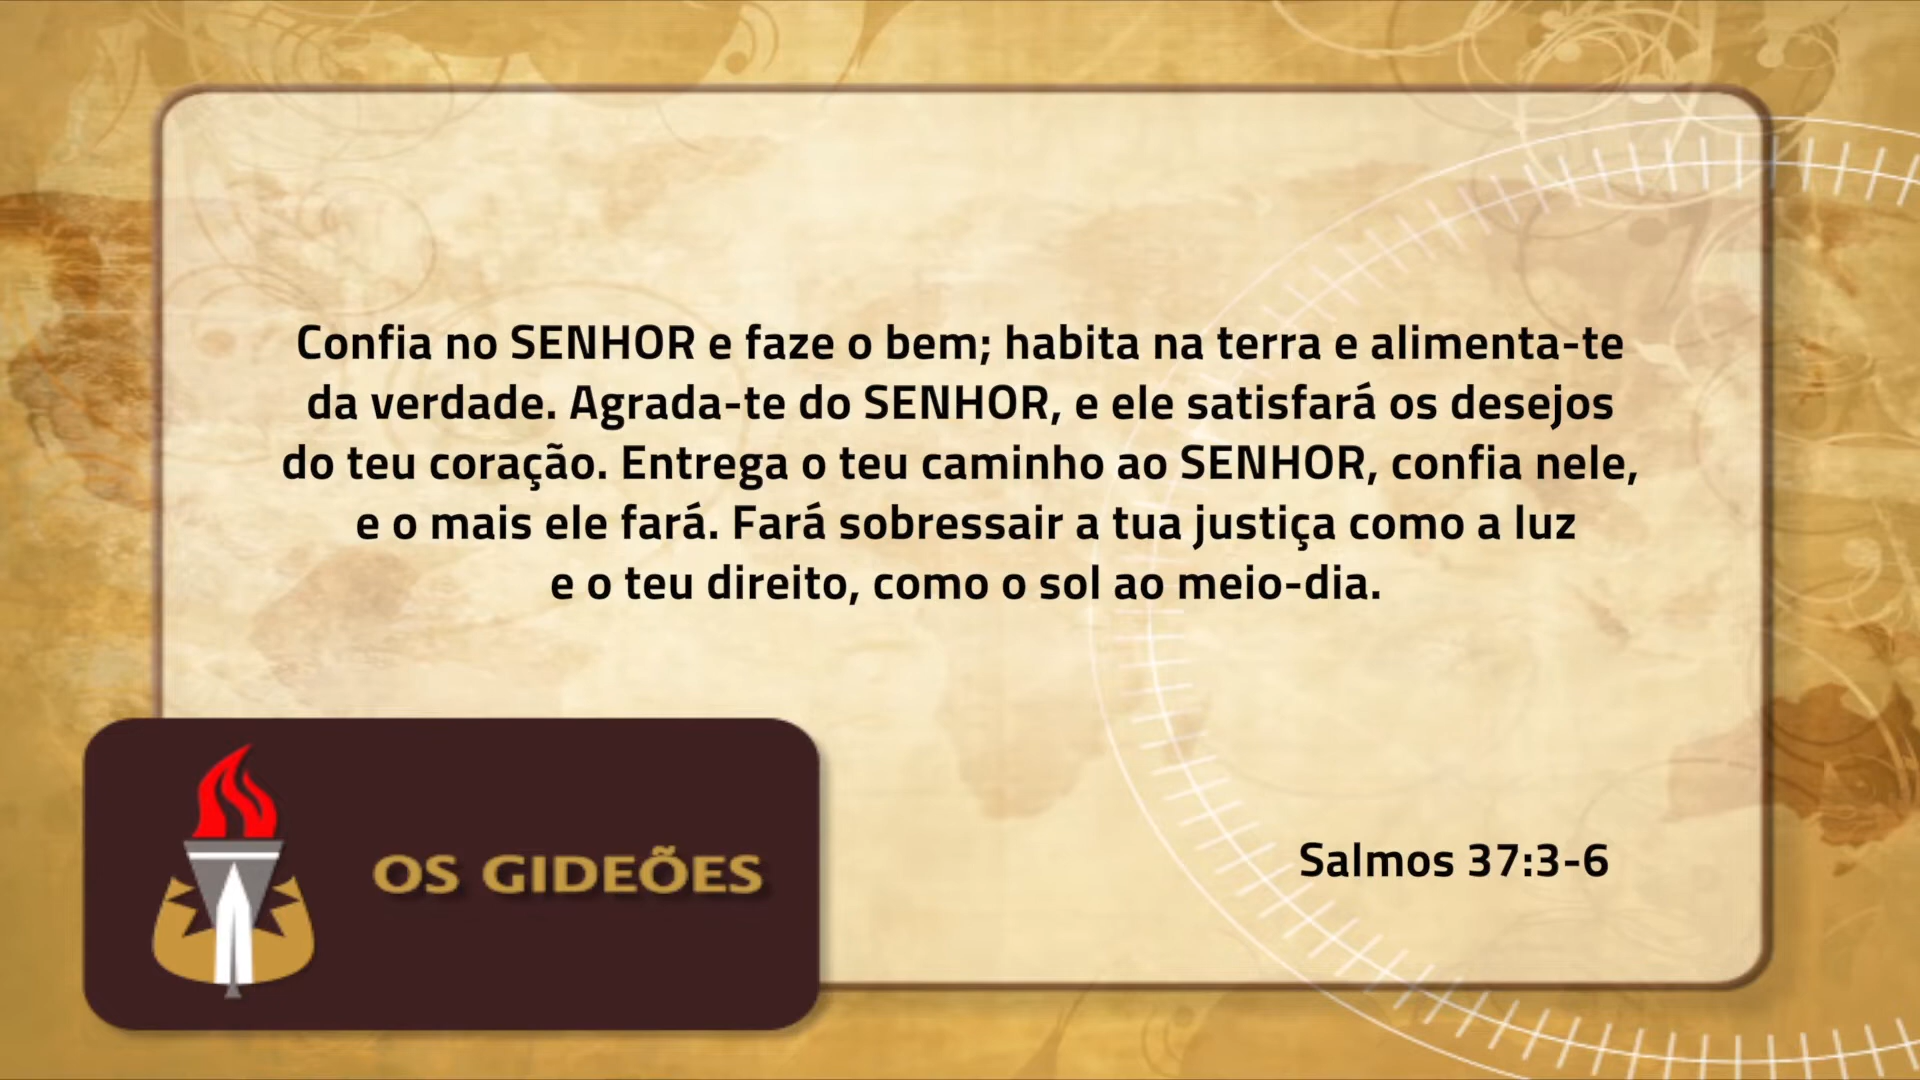 Confia no SENHOR e faze o bem; habita na terra e alimenta-te
da verdade. Agrada-te do SENHOR, e ele satisfará os desejos
do teu coração. Entrega o teu caminho ao SENHOR, confia nele,
e o mais ele fará. Fará sobressair a tua justiça como a luz
e o teu direito, como o sol ao meio-dia.
Salmos 37:3-6
OS GIDEÕES